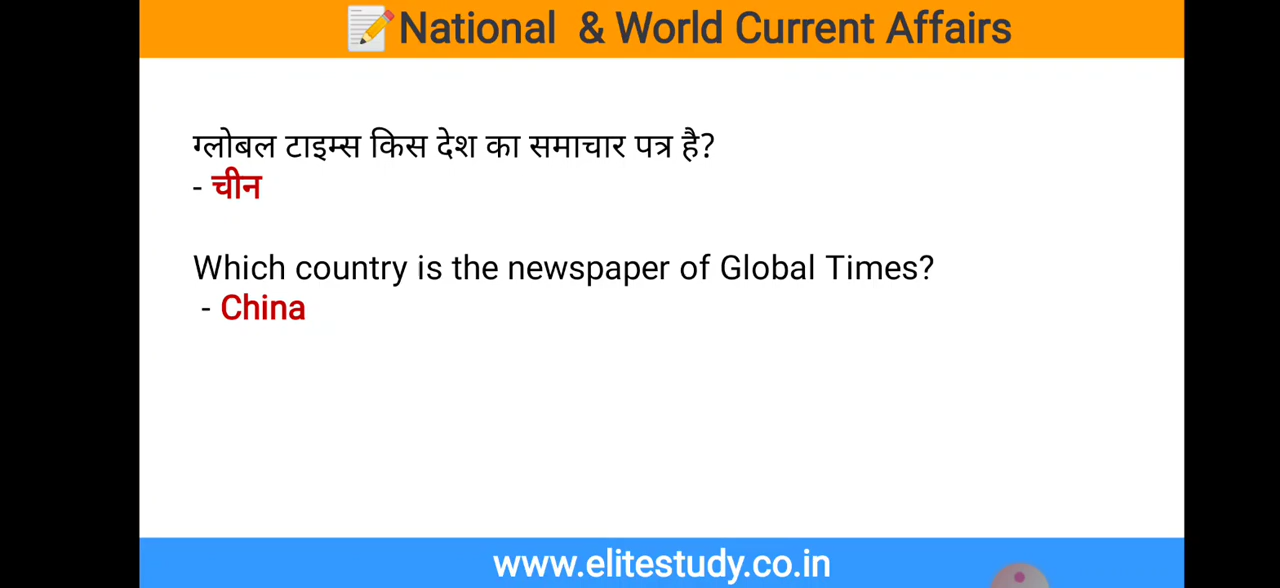 National & World Current Affairs
ग्लोबल टाइम्स किस देश का समाचार पत्र है?
- चीन
Which country is the newspaper of Global Times?
- China
www.elitestudy.co.in